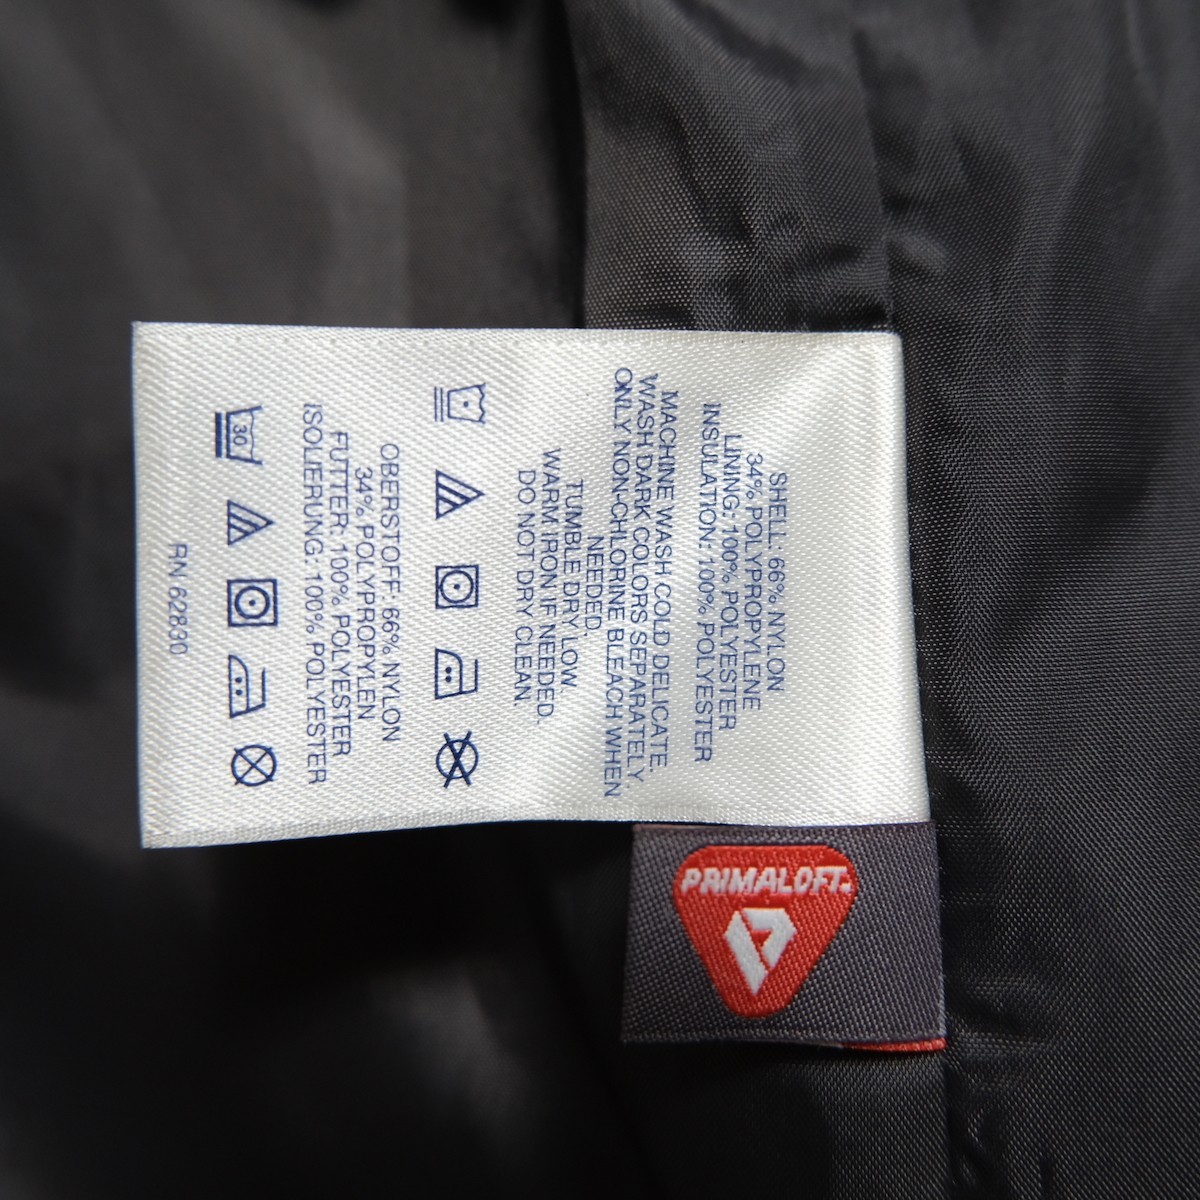 SHELL: 66% NYLON
34% POLYPROPYLENE
LINING: 100% POLYESTER
INSULATION: 100% POLYESTER
MACHINE WASH COLD DELICATE.
WASH DARK COLORS SEPARATELY.
ONLY NON-CHLORINE BLEACH WHEN
NEEDED.
TUMBLE DRY LOW.
WARM IRON IF NEEDED.
DO NOT DRY CLEAN.
OBERSTOFF: 66% NYLON
34% POLYPROPYLEN
FUTTER: 100% POLYESTER
ISOLIERUNG: 100% POLYESTER
30
RN 62830
PRIMALOFT